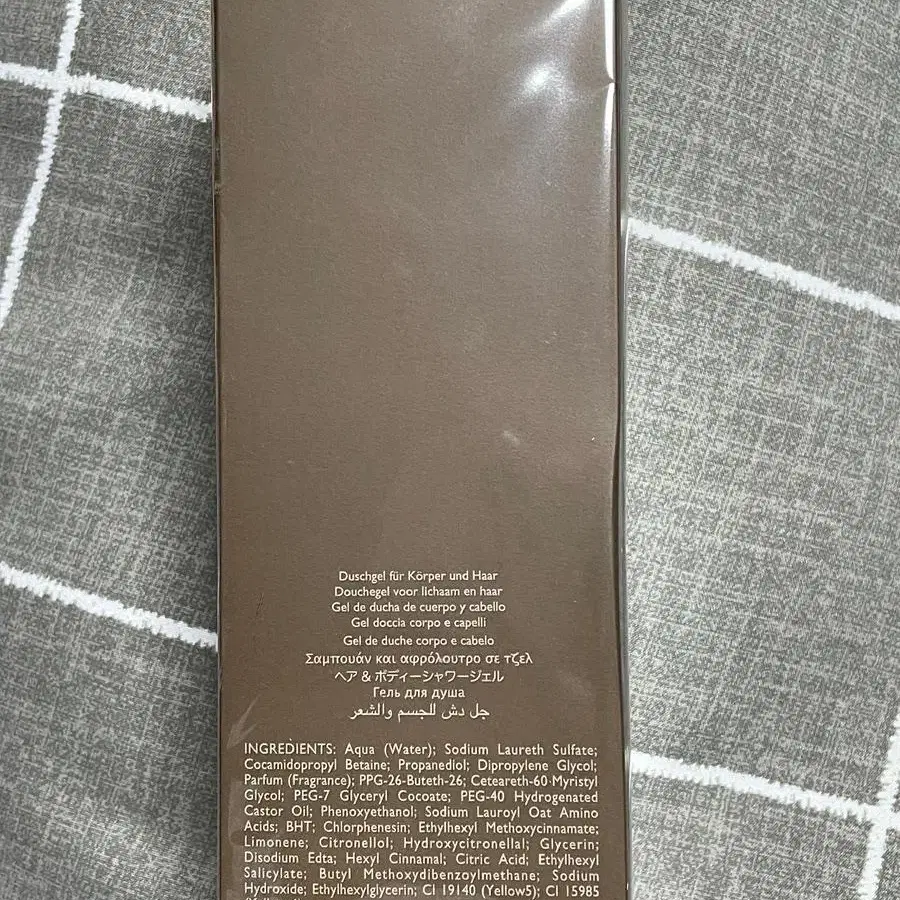 Duschgel für Körper und Haar
Douchegel voor lichaam en haar
Gel de ducha de cuerpo y cabello
Gel doccia corpo e capelli
Gel de duche corpo e cabelo
Σαμπουάν και αφρόλουτρο σε τζελ
ヘア & ボディーシャワージェル
Гель для душа
جل دش للجسم والشعر
INGREDIENTS: Aqua (Water); Sodium Laureth Sulfate;
Cocamidopropyl Betaine; Propanediol; Dipropylene Glycol;
Parfum (Fragrance); PPG-26-Buteth-26; Ceteareth-60 Myristyl
Glycol; PEG-7 Glyceryl Cocoate; PEG-40 Hydrogenated
Castor Oil; Phenoxyethanol; Sodium Lauroyl Oat Amino
Acids; BHT; Chlorphenesin; Ethylhexyl Methoxycinnamate;
Limonene; Citronellol; Hydroxycitronellal; Glycerin;
Disodium Edta; Hexyl Cinnamal; Citric Acid; Ethylhexyl
Salicylate; Butyl Methoxydibenzoylmethane; Sodium
Hydroxide; Ethylhexylglycerin; CI 19140 (Yellow5); CI 15985